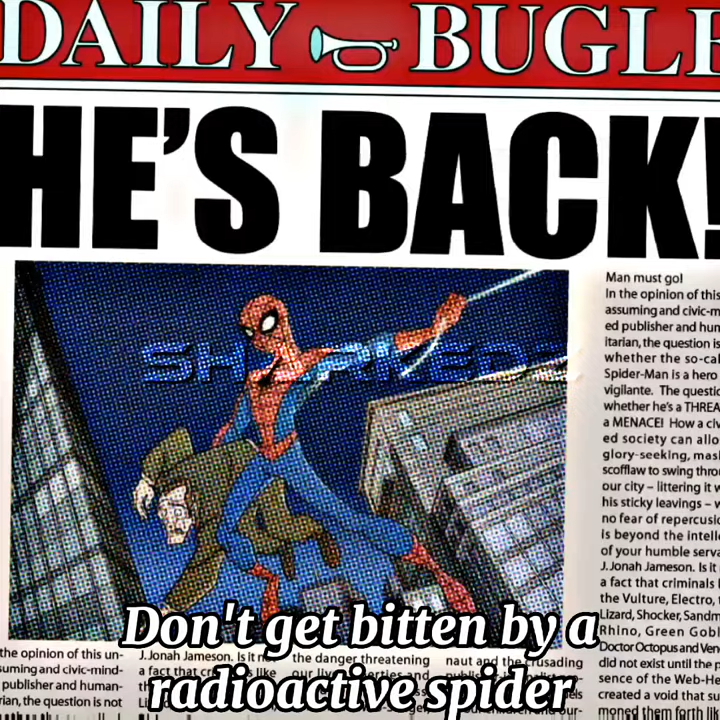 DAILY BUGLE
HE'S BACK!
Man must go!
In the opinion of this
assuming and civic-m
ed publisher and hum
itarian, the question is
whether the so-cal
Spider-Man is a hero
vigilante. The questio
whether he's a THREA
a MENACE! How a civ
ed society can allo
glory-seeking, mas
scofflaw to swing throu
our city – littering it w
his sticky leavings – w
no fear of repercussio
is beyond the intelle
of your humble serva
J. Jonah Jameson. Is it
a fact that criminals l
the Vulture, Electro, t
Lizard, Shocker, Sandm
Rhino, Green Gobl
Doctor Octopus and Ven
did not exist until the p
sence of the Web-He
created a void that su
moned them forth lik
the opinion of this un-
suming and civic-mind-
publisher and human-
rian, the question is not
J. Jonah Jameson. Is it not
a fact that
the danger threatening
naut and the crusading
Don't get bitten by a
radioactive spider